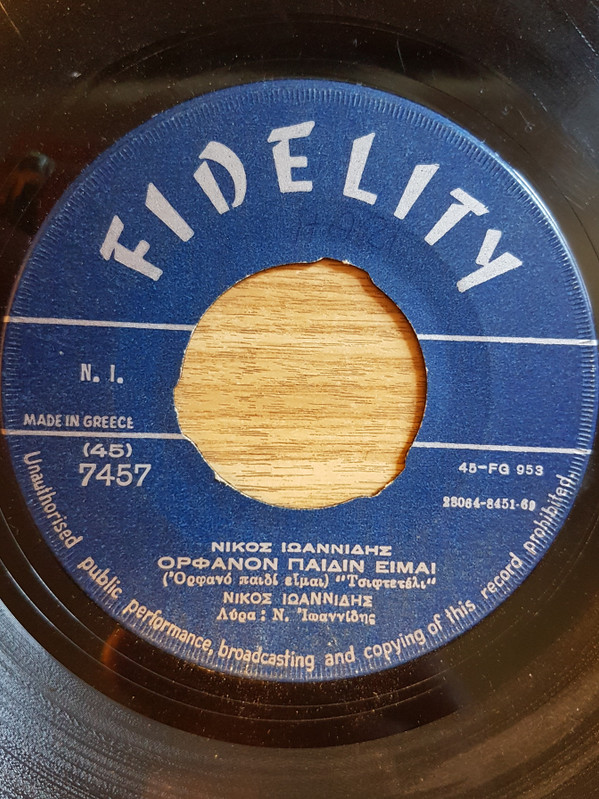 FIDELITY
N. I.
MADE IN GREECE
(45)
7457
45-FG 953
28064-8451-69
ΝΙΚΟΣ ΙΩΑΝΝΙΔΗΣ
ΟΡΦΑΝΟΝ ΠΑΙΔΙΝ ΕΙΜΑΙ
(Ὀρφανό παιδί εἶμαι) "Τσιφτετέλι"
ΝΙΚΟΣ ΙΩΑΝΝΙΔΗΣ
Λύρα : Ν. Ἰωαννίδης
Unauthorised public performance, broadcasting and copying of this record prohibited.